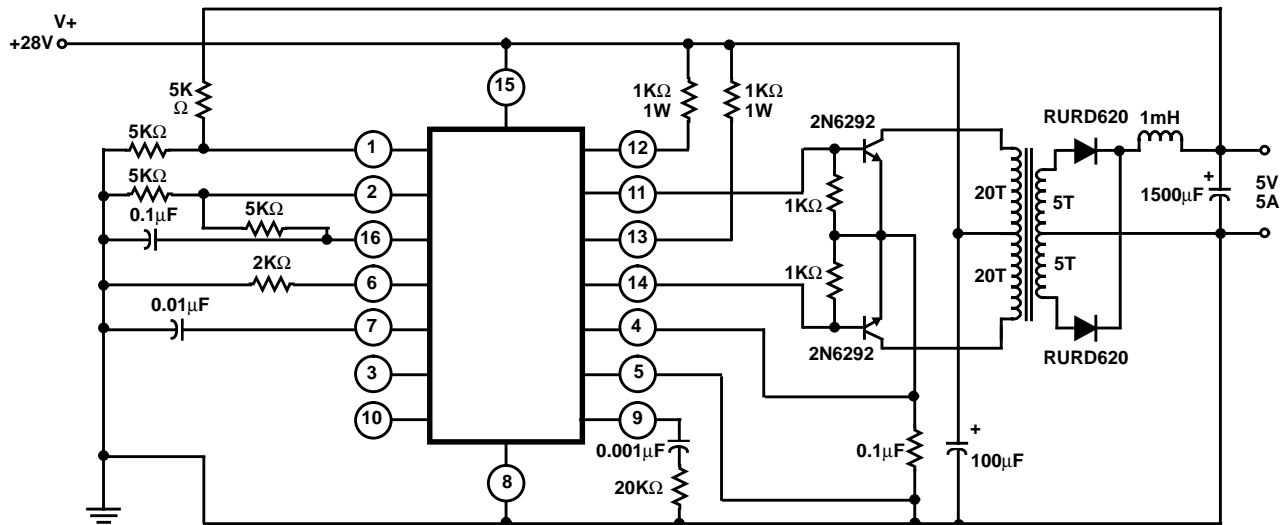 V+
+28V
5K
Ω
15
1KΩ
1W
1KΩ
1W
2N6292
RURD620
1mH
5KΩ
1
12
5KΩ
2
11
20T
5T
1500μF
+
5V
5A
0.1μF
5KΩ
1KΩ
16
13
2KΩ
6
14
1KΩ
20T
5T
0.01μF
7
4
2N6292
RURD620
3
5
10
9
0.001μF
0.1μF
+
100μF
8
20KΩ